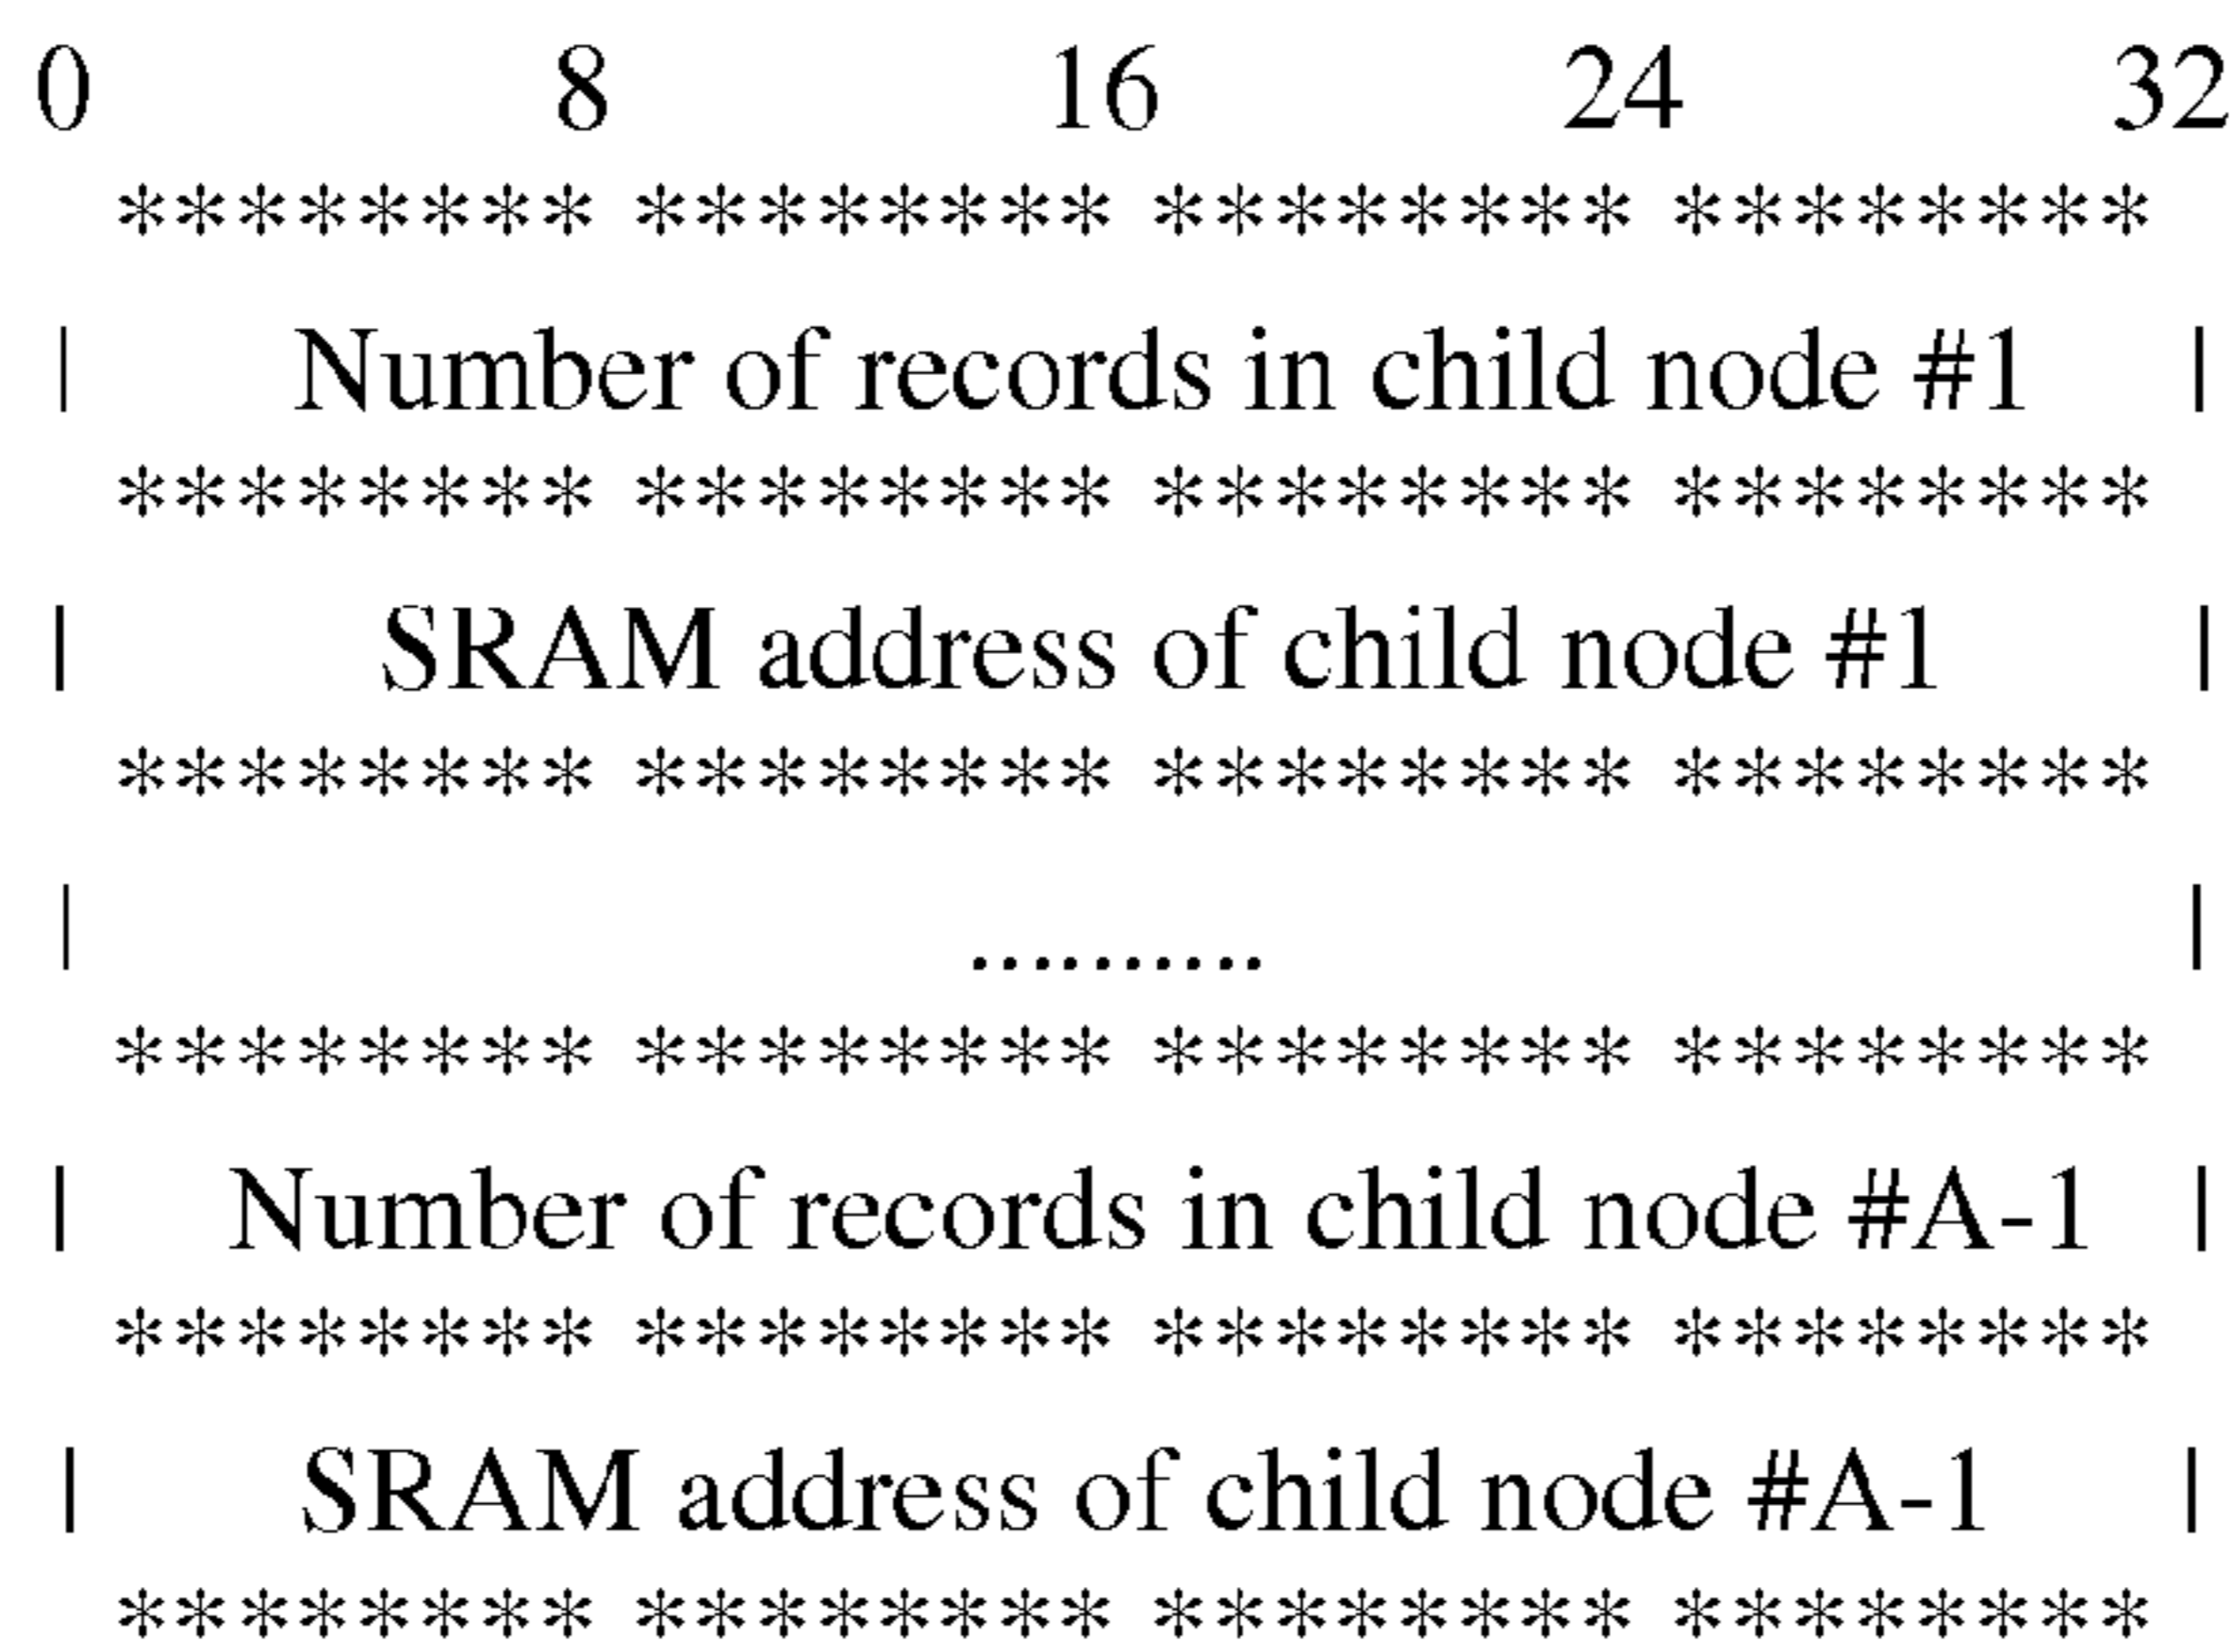 0 8 16 24 32
******** ******** ******** ********
| Number of records in child node #1 |
******** ******** ******** ********
| SRAM address of child node #1 |
******** ******** ******** ********
| .......... |
******** ******** ******** ********
| Number of records in child node #A-1 |
******** ******** ******** ********
| SRAM address of child node #A-1 |
******** ******** ******** ********